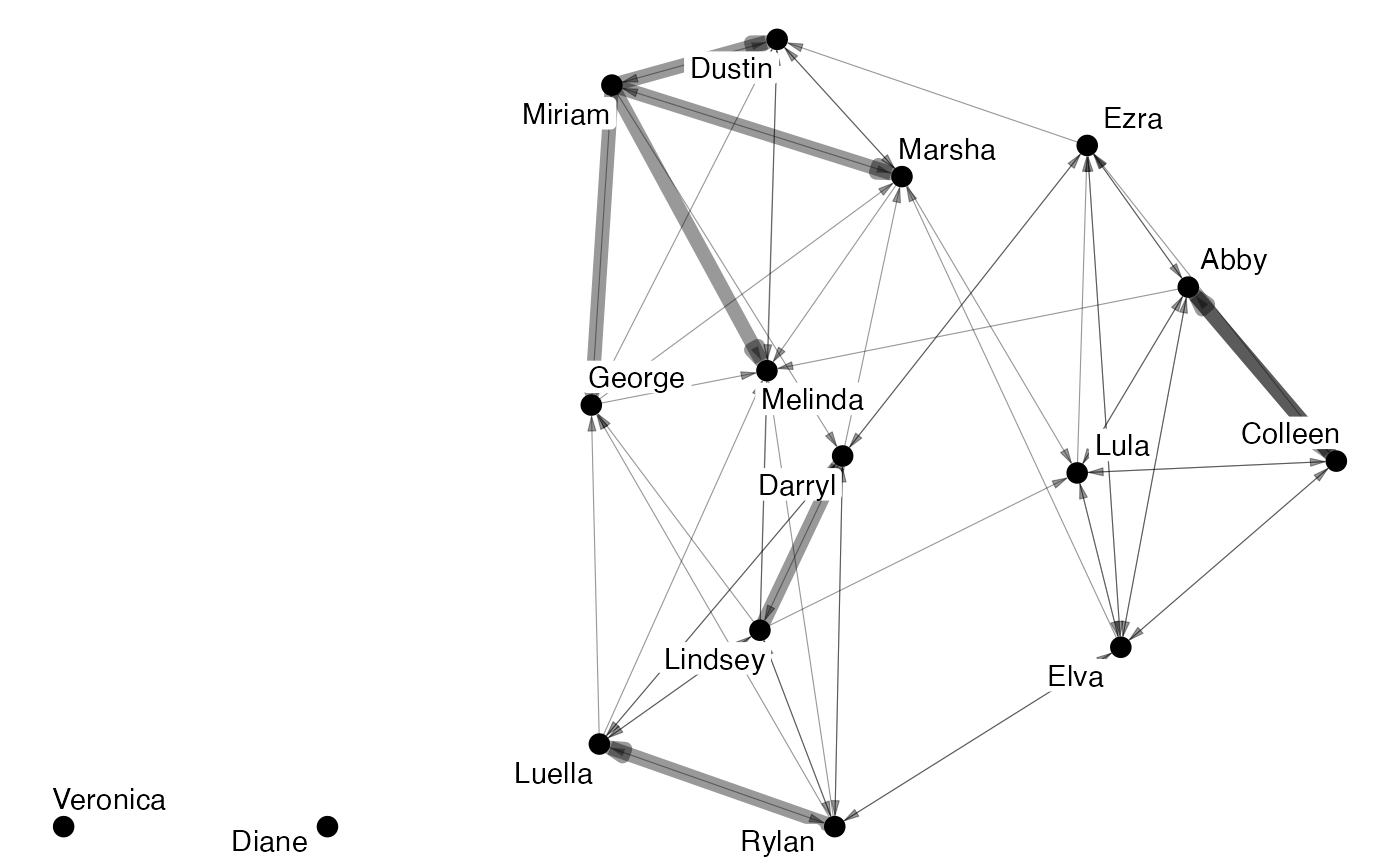 Dustin
Miriam
Ezra
Marsha
Abby
George
Melinda
Colleen
Lula
Darryl
Lindsey
Elva
Luella
Veronica
Diane
Rylan